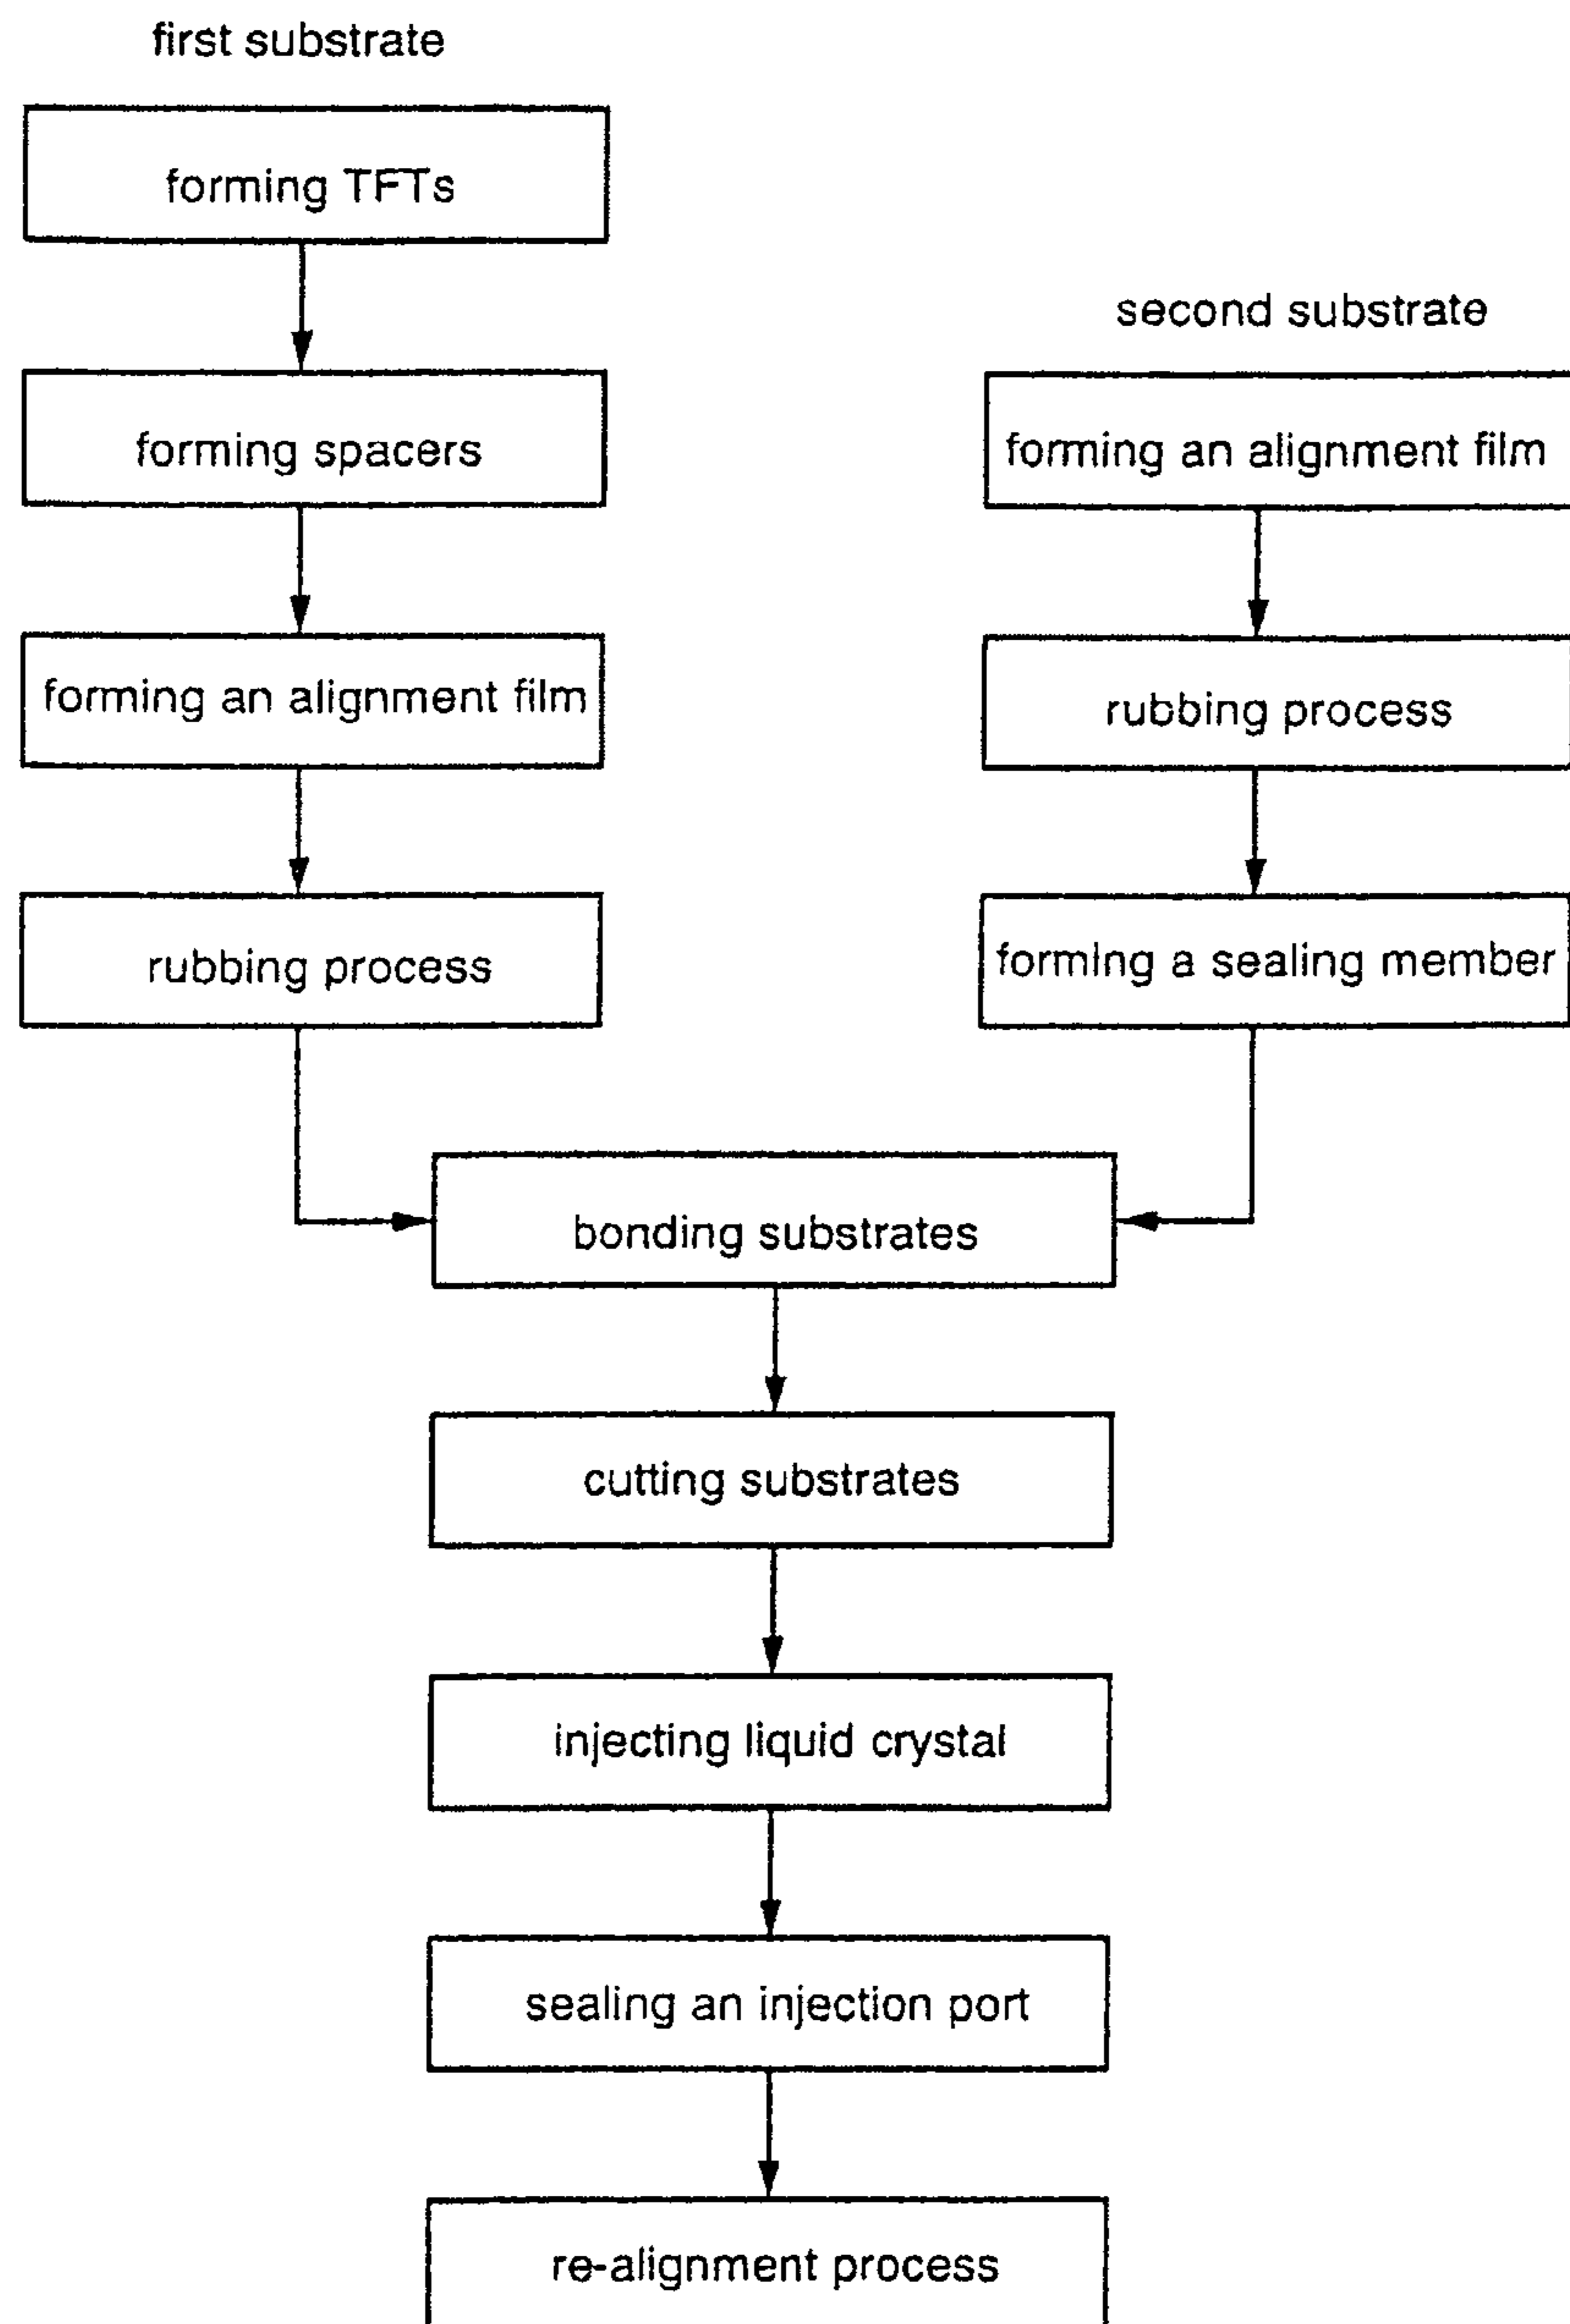 first substrate
forming TFTs
forming spacers
forming an alignment film
rubbing process
second substrate
forming an alignment film
rubbing process
forming a sealing member
bonding substrates
cutting substrates
injecting liquid crystal
sealing an injection port
re-alignment process